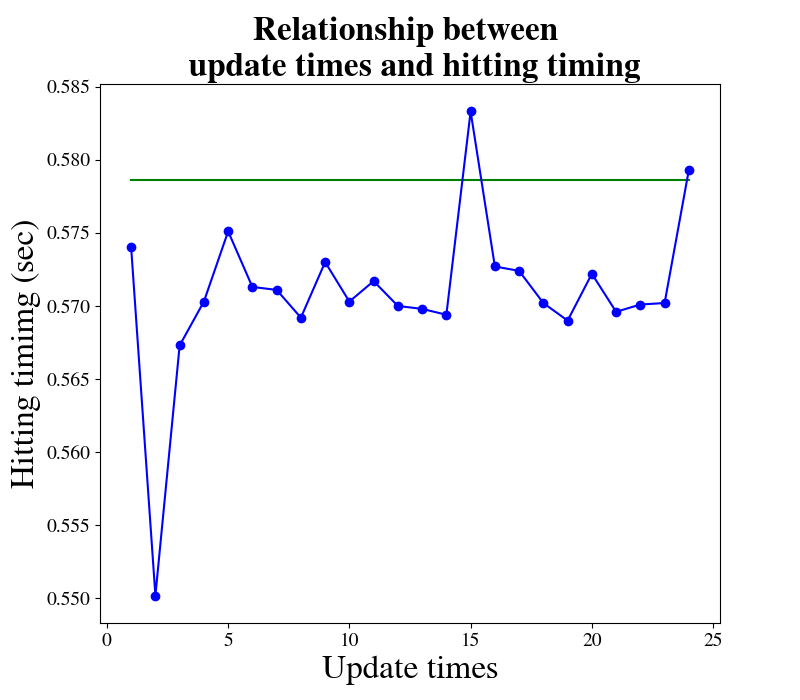 Relationship between
update times and hitting timing
Hitting timimg (sec)
0.585
0.580
0.575
0.570
0.565
0.560
0.555
0.550
0 5 10 15 20 25
Update times